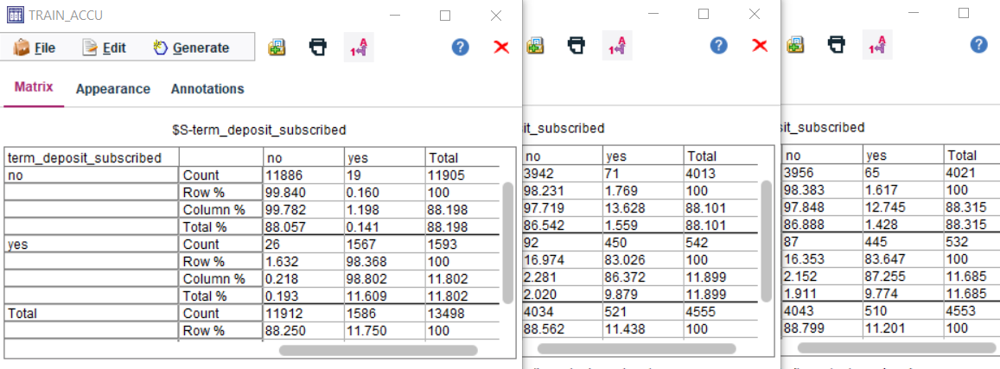 TRAIN_ACCU
File Edit Generate
Matrix Appearance Annotations
$S-term_deposit_subscribed
term_deposit_subscribed no yes Total
no Count 11886 19 11905
Row % 99.840 0.160 100
Column % 99.782 1.198 88.198
Total % 88.057 0.141 88.198
yes Count 26 1567 1593
Row % 1.632 98.368 100
Column % 0.218 98.802 11.802
Total % 0.193 11.609 11.802
Total Count 11912 1586 13498
Row % 88.250 11.750 100
it_subscribed
no yes Total
3942 71 4013
98.231 1.769 100
97.719 13.628 88.101
86.542 1.559 88.101
92 450 542
16.974 83.026 100
2.281 86.372 11.899
2.020 9.879 11.899
4034 521 4555
88.562 11.438 100
sit_subscribed
no yes Total
3956 65 4021
98.383 1.617 100
97.848 12.745 88.315
86.888 1.428 88.315
87 445 532
16.353 83.647 100
2.152 87.255 11.685
1.911 9.774 11.685
4043 510 4553
88.799 11.201 100